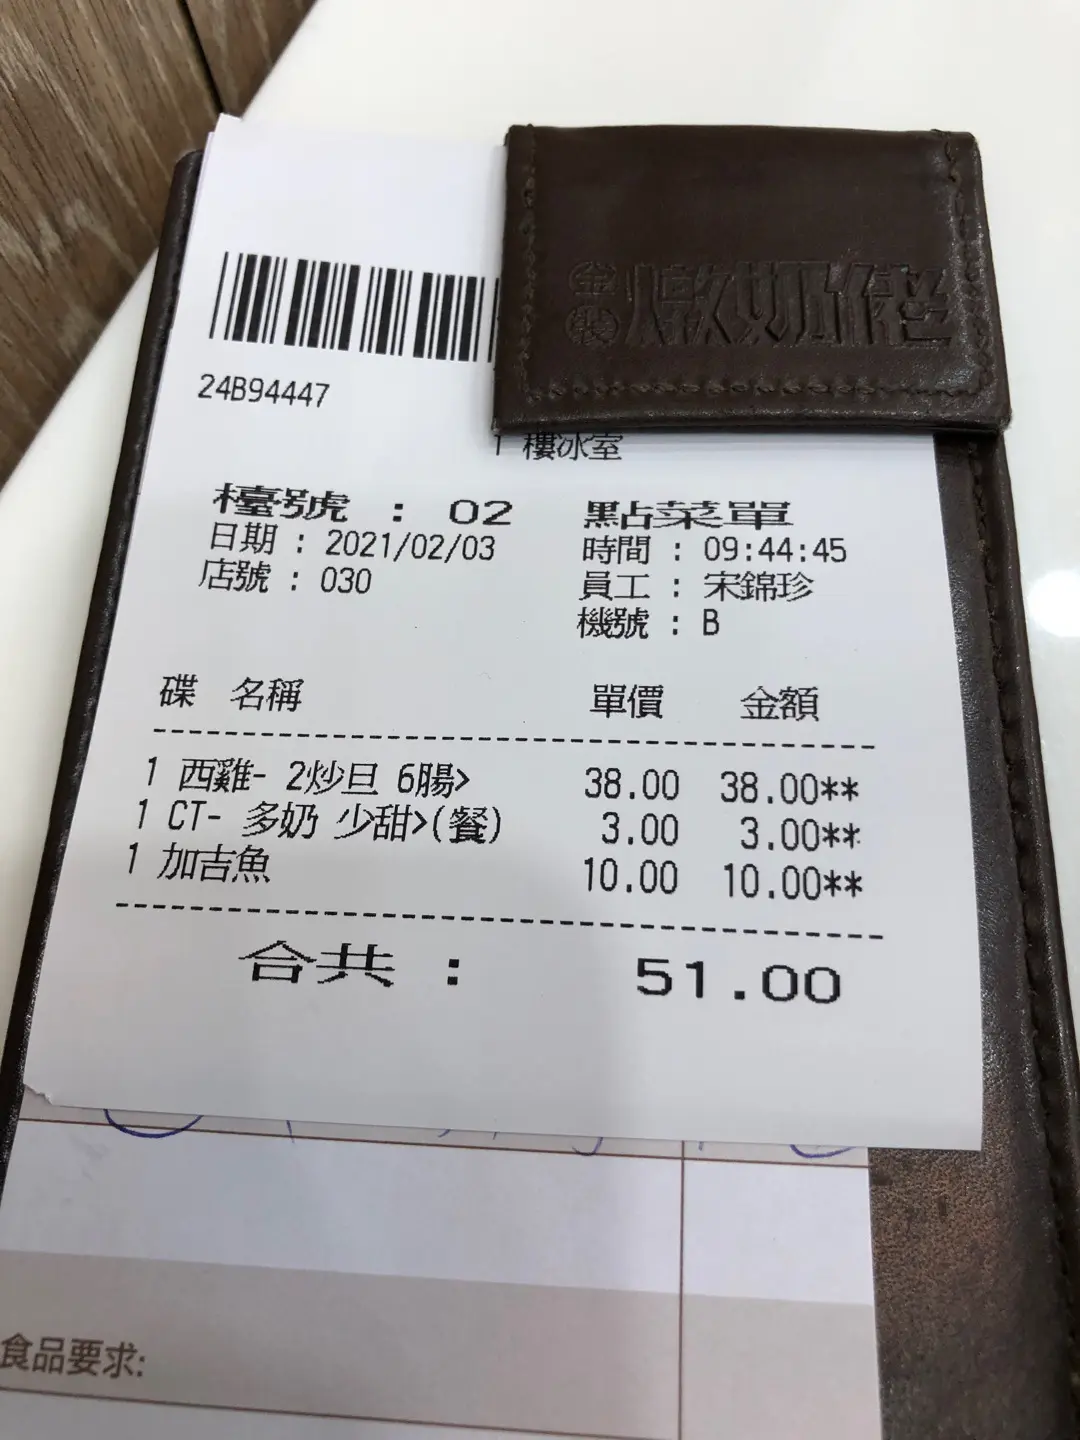 金裝燉奶佬
24B94447
1 樓冰室
檯號 : 02 點菜單
日期 : 2021/02/03 時間 : 09:44:45
店號 : 030 員工 : 宋錦珍
機號 : B
碟 名稱 單價 金額
1 西雞- 2炒旦 6腸> 38.00 38.00**
1 CT- 多奶 少甜>(餐) 3.00 3.00**
1 加吉魚 10.00 10.00**
合共 : 51.00
食品要求: